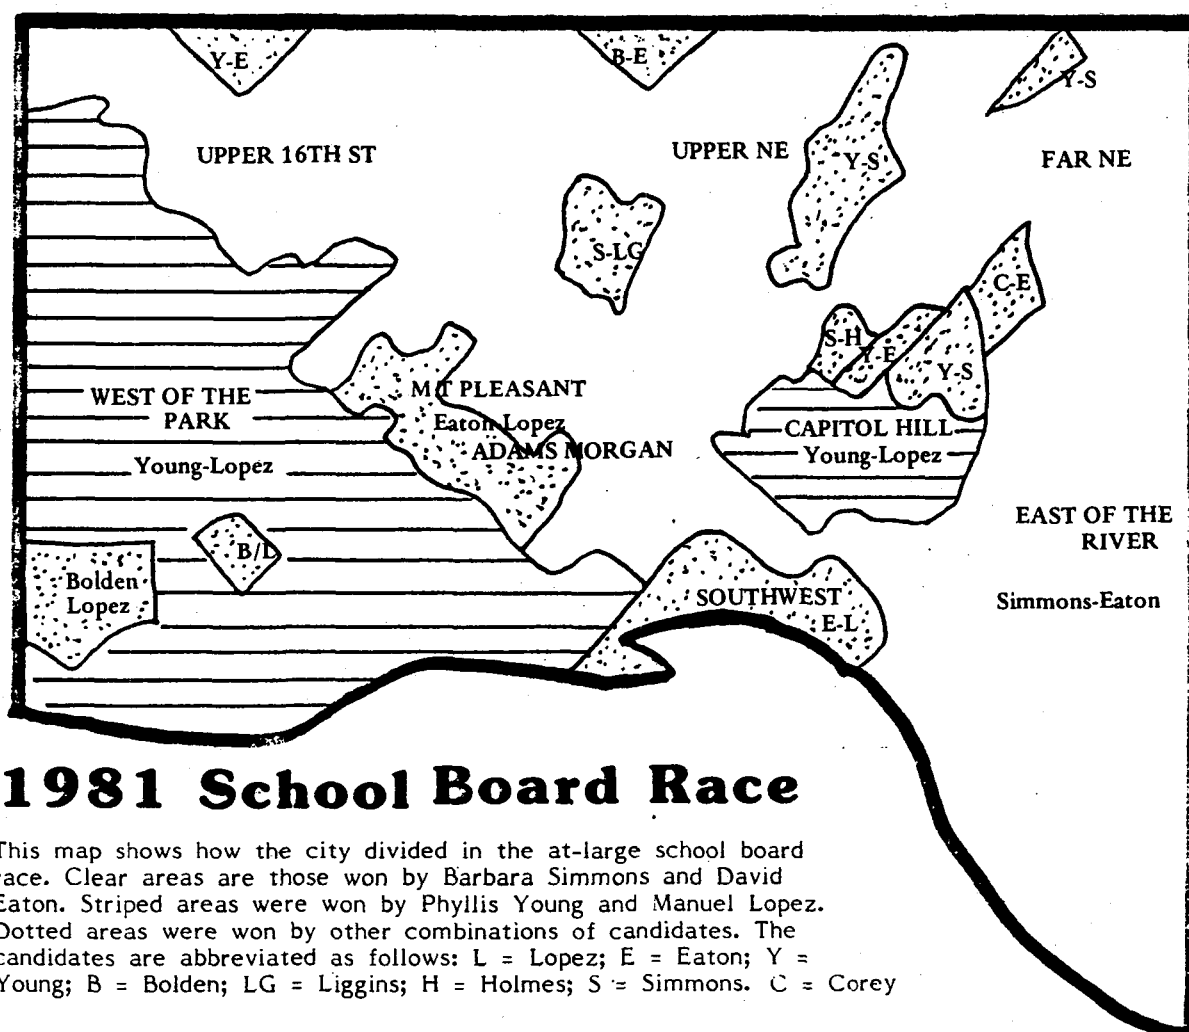 Y-E
B-E
Y-S
UPPER 16TH ST
UPPER NE
Y-S
FAR NE
S-LG
C-E
S-H
Y-E
Y-S
WEST OF THE
PARK
Young-Lopez
MT PLEASANT
Eaton-Lopez
ADAMS MORGAN
CAPITOL HILL
Young-Lopez
EAST OF THE
RIVER
Simmons-Eaton
B/L
Bolden
Lopez
SOUTHWEST
E-L
1981 School Board Race
This map shows how the city divided in the at-large school board
race. Clear areas are those won by Barbara Simmons and David
Eaton. Striped areas were won by Phyllis Young and Manuel Lopez.
Dotted areas were won by other combinations of candidates. The
candidates are abbreviated as follows: L = Lopez; E = Eaton; Y =
Young; B = Bolden; LG = Liggins; H = Holmes; S = Simmons. C = Corey